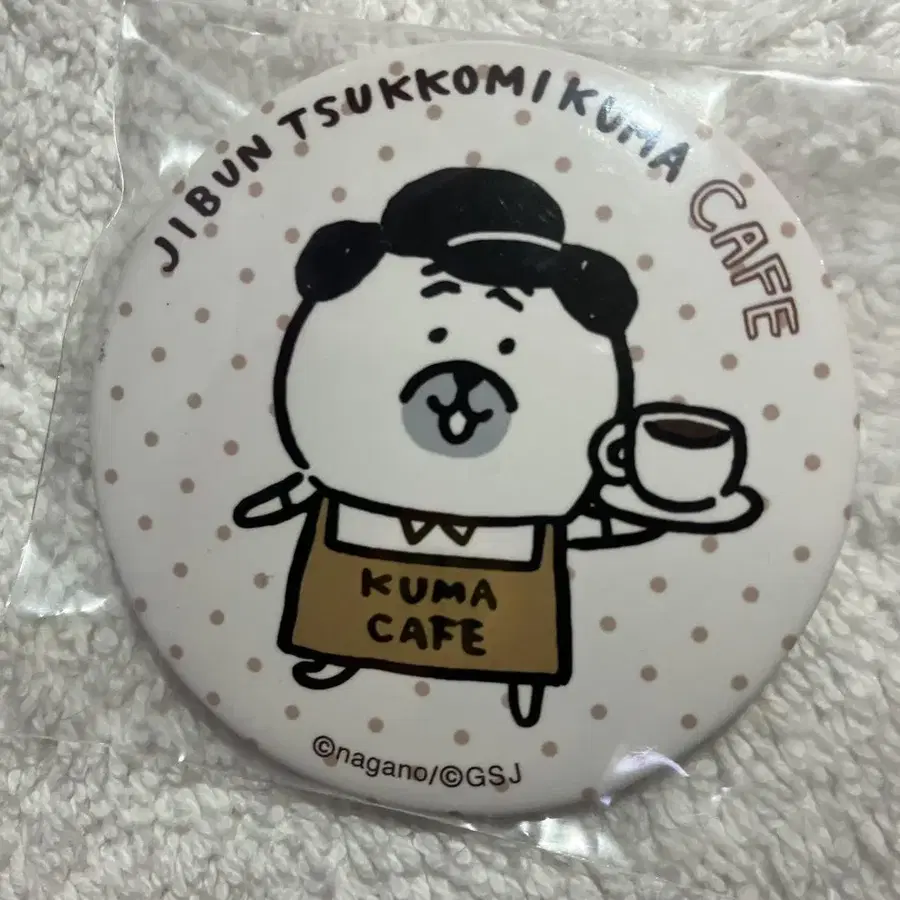 JIBUN TSUKKOMI KUMA CAFE
KUMA
CAFE
©nagano/©GSJ